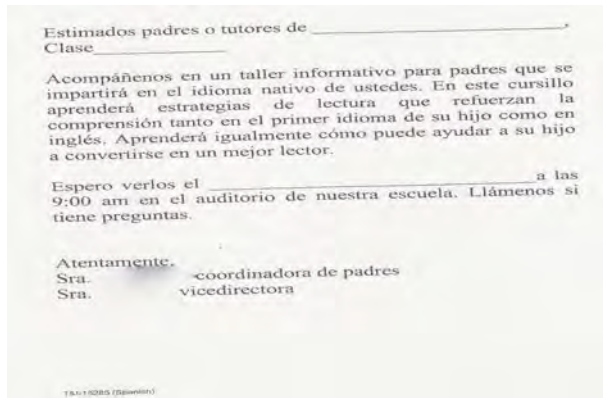 Estimados padres o tutores de ____________________,
Clase____________
Acompáñenos en un taller informativo para padres que se
impartirá en el idioma nativo de ustedes. En este cursillo
aprenderá estrategias de lectura que refuerzan la
comprensión tanto en el primer idioma de su hijo como en
inglés. Aprenderá igualmente cómo puede ayudar a su hijo
a convertirse en un mejor lector.
Espero verlos el ______________________________a las
9:00 am en el auditorio de nuestra escuela. Llámenos si
tiene preguntas.
Atentamente,
Sra. coordinadora de padres
Sra. vicedirectora
(Spanish)